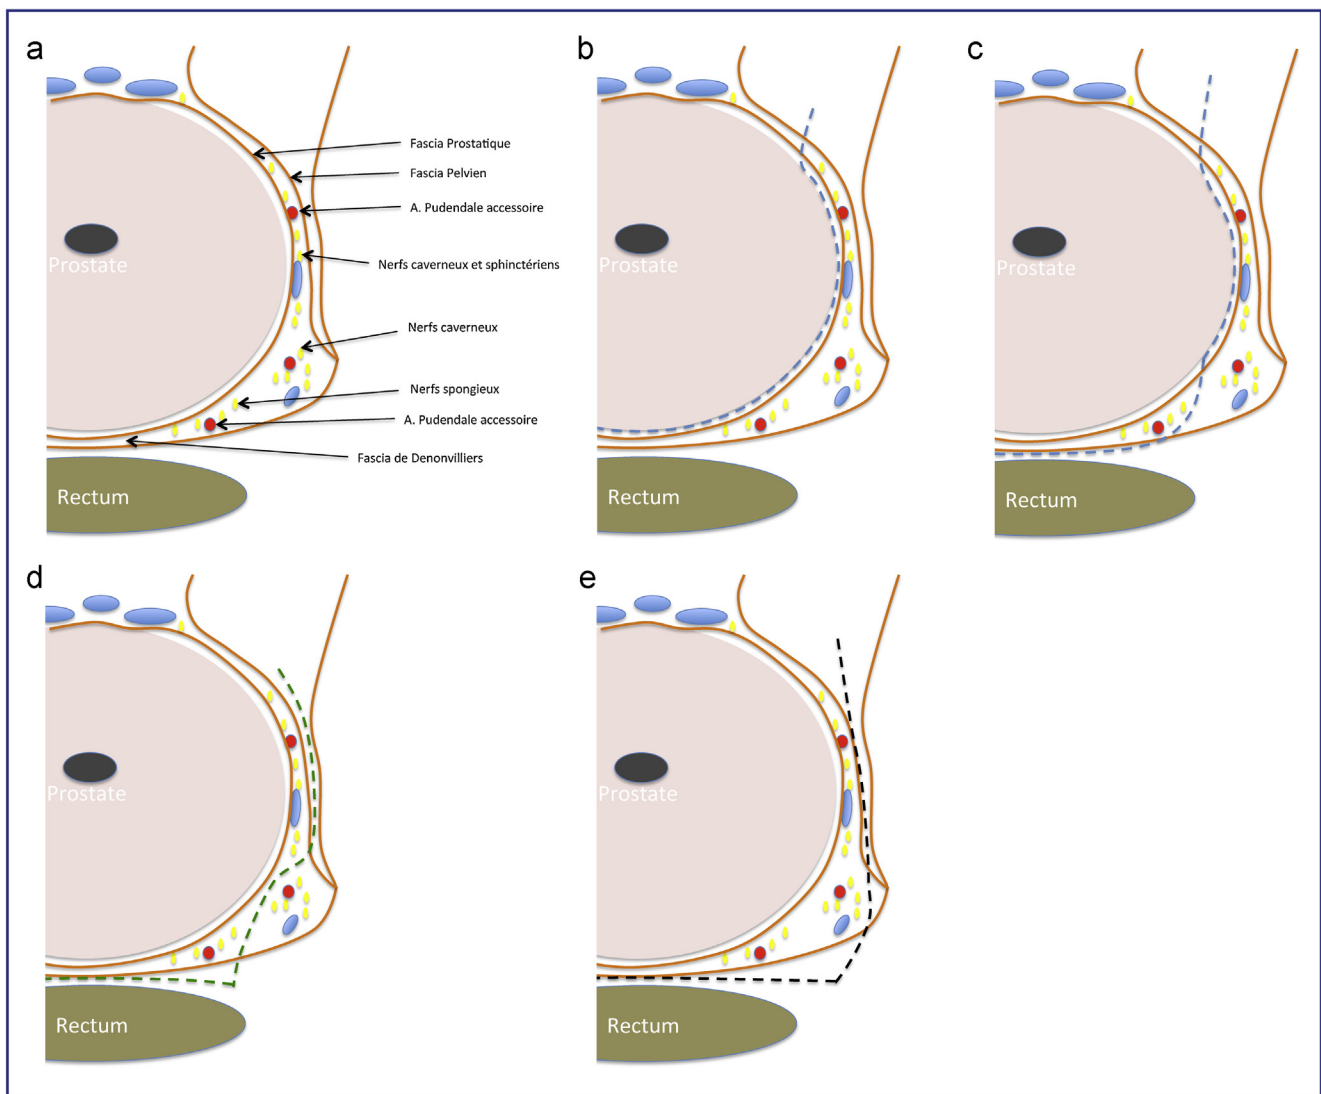 a
b
c
Fascia Prostatique
Fascia Pelvien
A. Pudendale accessoire
Nerfs caverneux et sphinctériens
Prostate
Prostate
Prostate
Nerfs caverneux
Nerfs spongieux
A. Pudendale accessoire
Fascia de Denonvilliers
Rectum
Rectum
Rectum
d
e
Prostate
Prostate
Rectum
Rectum